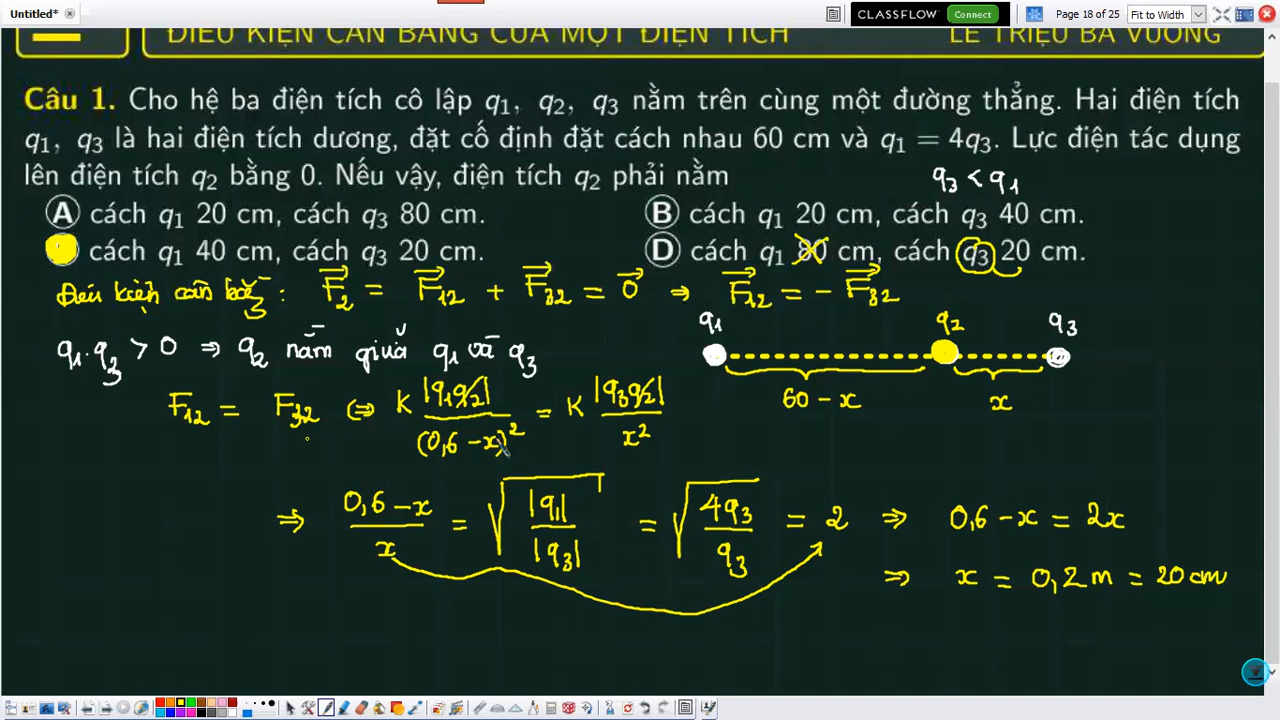 Untitled*
CLASSFLOW Connect
Page 18 of 25
Fit to Width
ĐIỀU KIỆN CÂN BẰNG CỦA MỘT ĐIỆN TÍCH
LÊ TRIỆU BÁ VƯƠNG
Câu 1. Cho hệ ba điện tích cô lập q1, q2, q3 nằm trên cùng một đường thẳng. Hai điện tích
q1, q3 là hai điện tích dương, đặt cố định đặt cách nhau 60 cm và q1 = 4q3. Lực điện tác dụng
lên điện tích q2 bằng 0. Nếu vậy, điện tích q2 phải nằm
q3 < q1
A cách q1 20 cm, cách q3 80 cm.
B cách q1 20 cm, cách q3 40 cm.
cách q1 40 cm, cách q3 20 cm.
D cách q1 80 cm, cách q3 20 cm.
Điều kiện cân bằng: F⃗2 = F⃗12 + F⃗32 = 0⃗ ⇒ F⃗12 = − F⃗32
q1.q3 > 0 ⇒ q2 nằm giữa q1 và q3
q1 q2 q3
60 − x x
F12 = F32 ⇔ K |q1q2| / (0,6 − x)² = K |q3q2| / x²
⇒ (0,6 − x) / x = √(|q1| / |q3|) = √(4q3 / q3) = 2 ⇒ 0,6 − x = 2x
⇒ x = 0,2 m = 20 cm